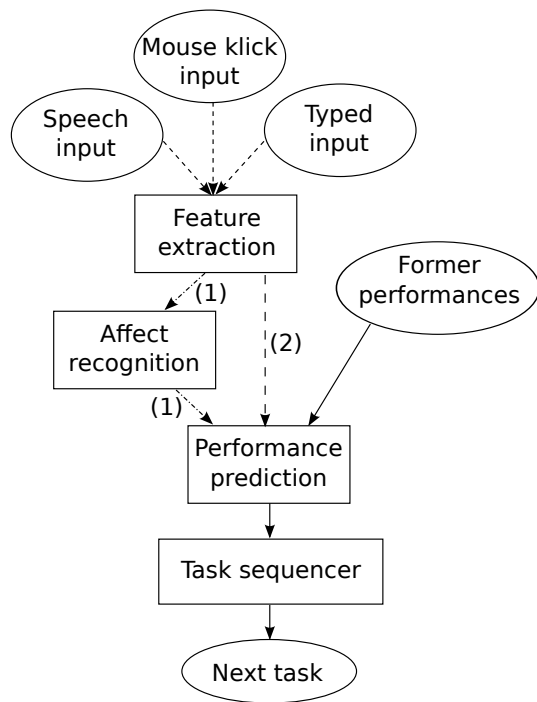 Mouse klick
input
Speech
input
Typed
input
Feature
extraction
Former
performances
(1)
(2)
Affect
recognition
(1)
Performance
prediction
Task sequencer
Next task